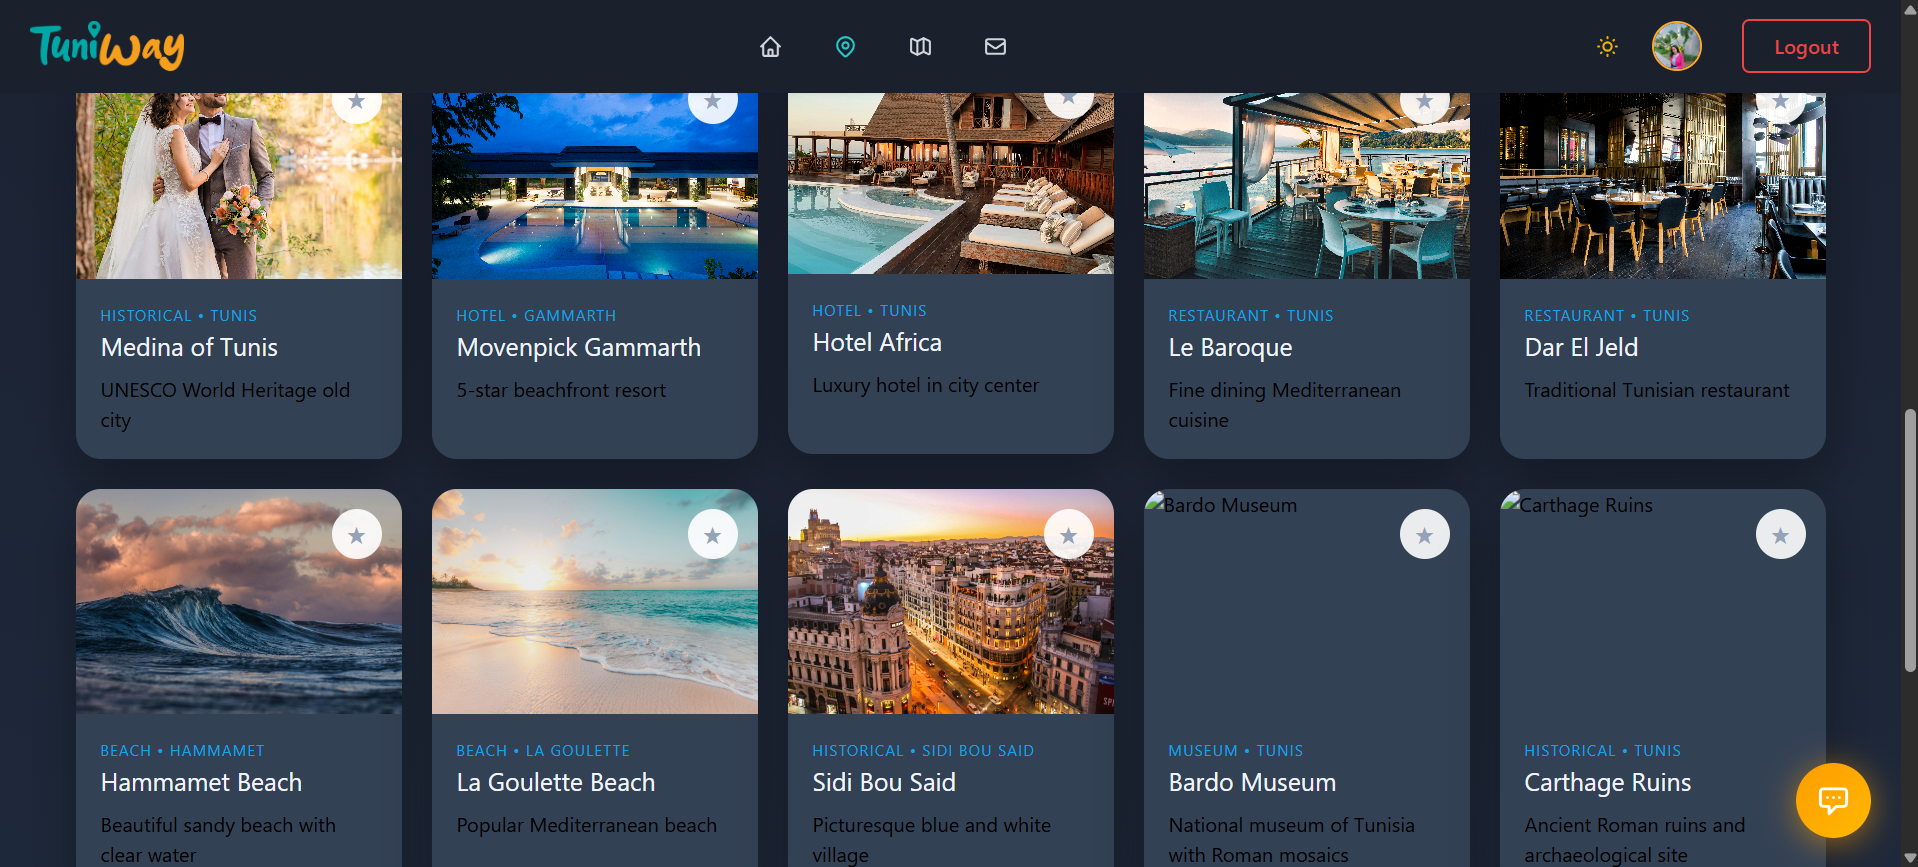 TuniWay
Logout
HISTORICAL • TUNIS
Medina of Tunis
UNESCO World Heritage old
city
HOTEL • GAMMARTH
Movenpick Gammarth
5-star beachfront resort
HOTEL • TUNIS
Hotel Africa
Luxury hotel in city center
RESTAURANT • TUNIS
Le Baroque
Fine dining Mediterranean
cuisine
RESTAURANT • TUNIS
Dar El Jeld
Traditional Tunisian restaurant
BEACH • HAMMAMET
Hammamet Beach
Beautiful sandy beach with
clear water
BEACH • LA GOULETTE
La Goulette Beach
Popular Mediterranean beach
HISTORICAL • SIDI BOU SAID
Sidi Bou Said
Picturesque blue and white
village
Bardo Museum
MUSEUM • TUNIS
Bardo Museum
National museum of Tunisia
with Roman mosaics
Carthage Ruins
HISTORICAL • TUNIS
Carthage Ruins
Ancient Roman ruins and
archaeological site